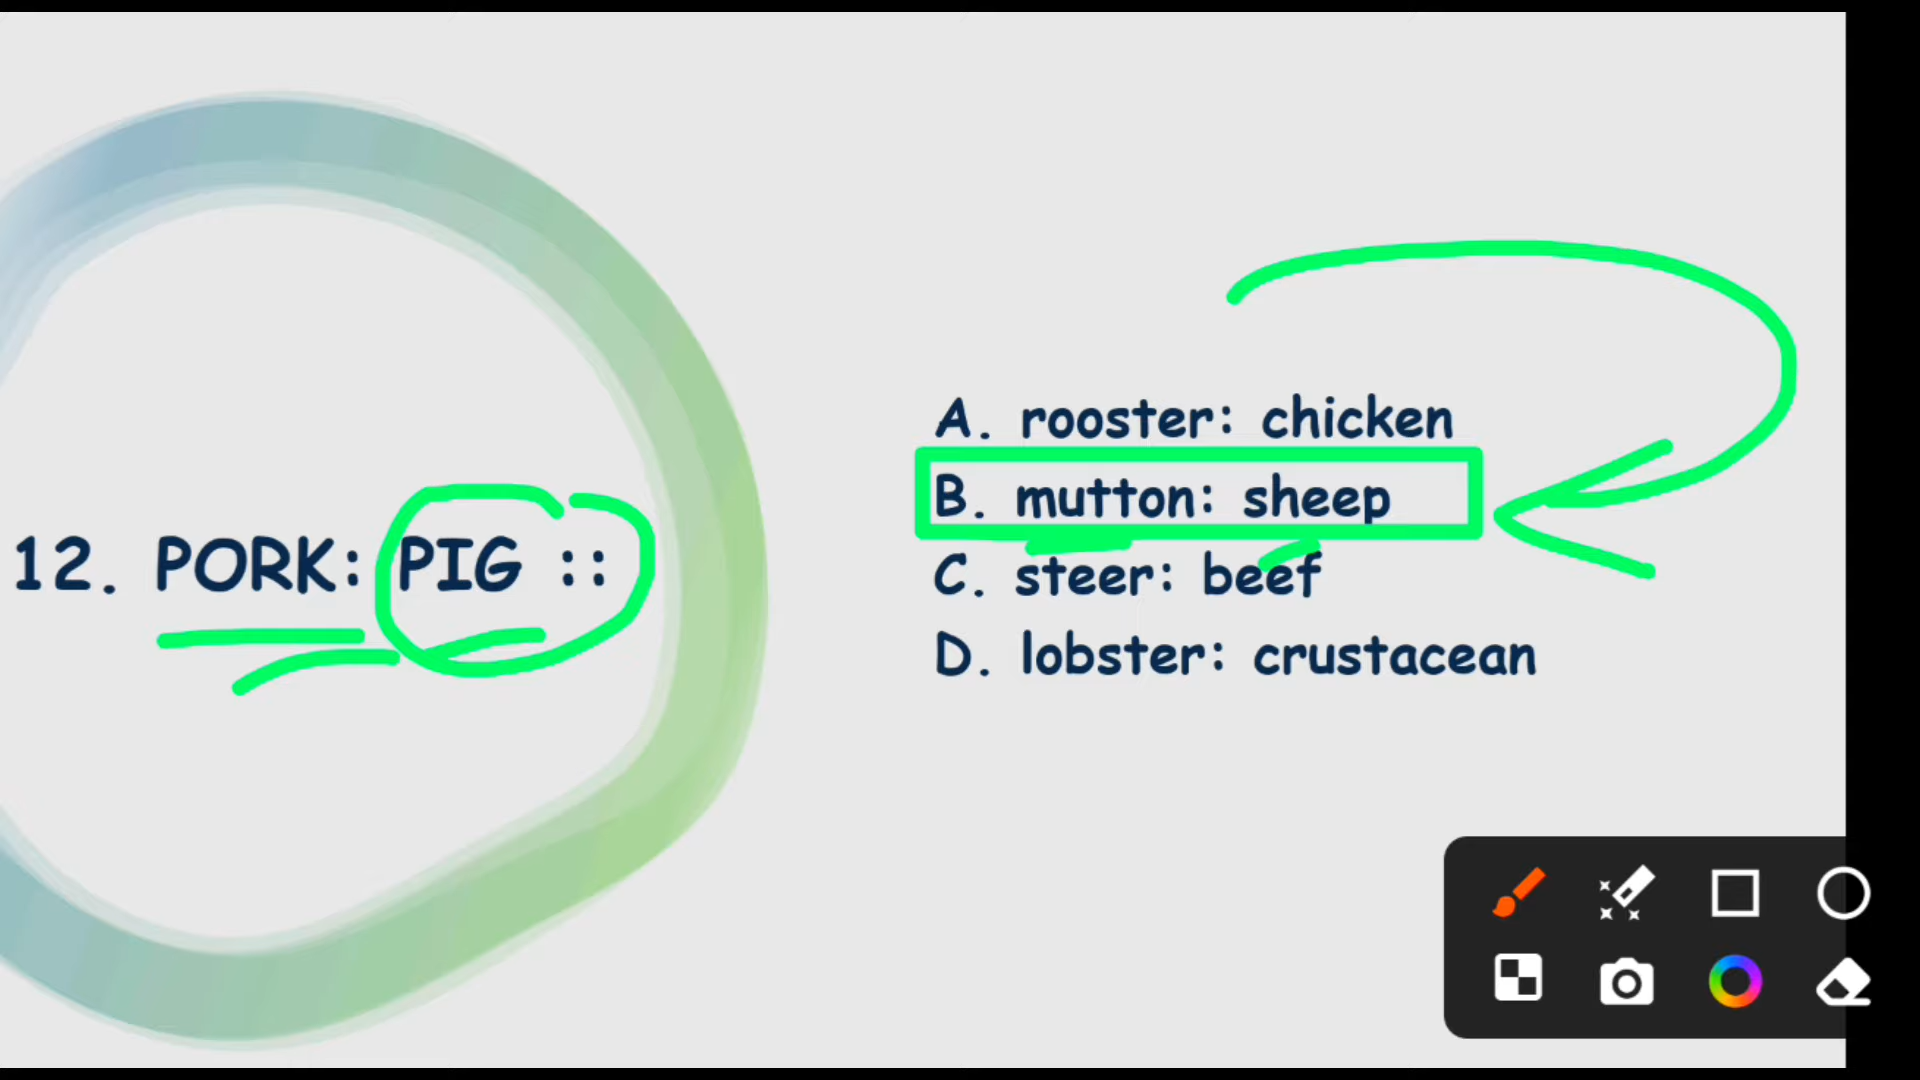 12. PORK: PIG ::
A. rooster: chicken
B. mutton: sheep
C. steer: beef
D. lobster: crustacean